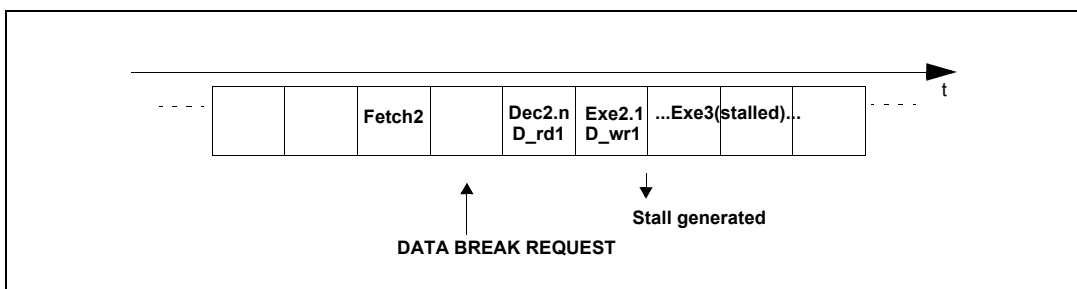 t
Fetch2
Dec2.n
D_rd1
Exe2.1
D_wr1
...Exe3(stalled)...
Stall generated
DATA BREAK REQUEST